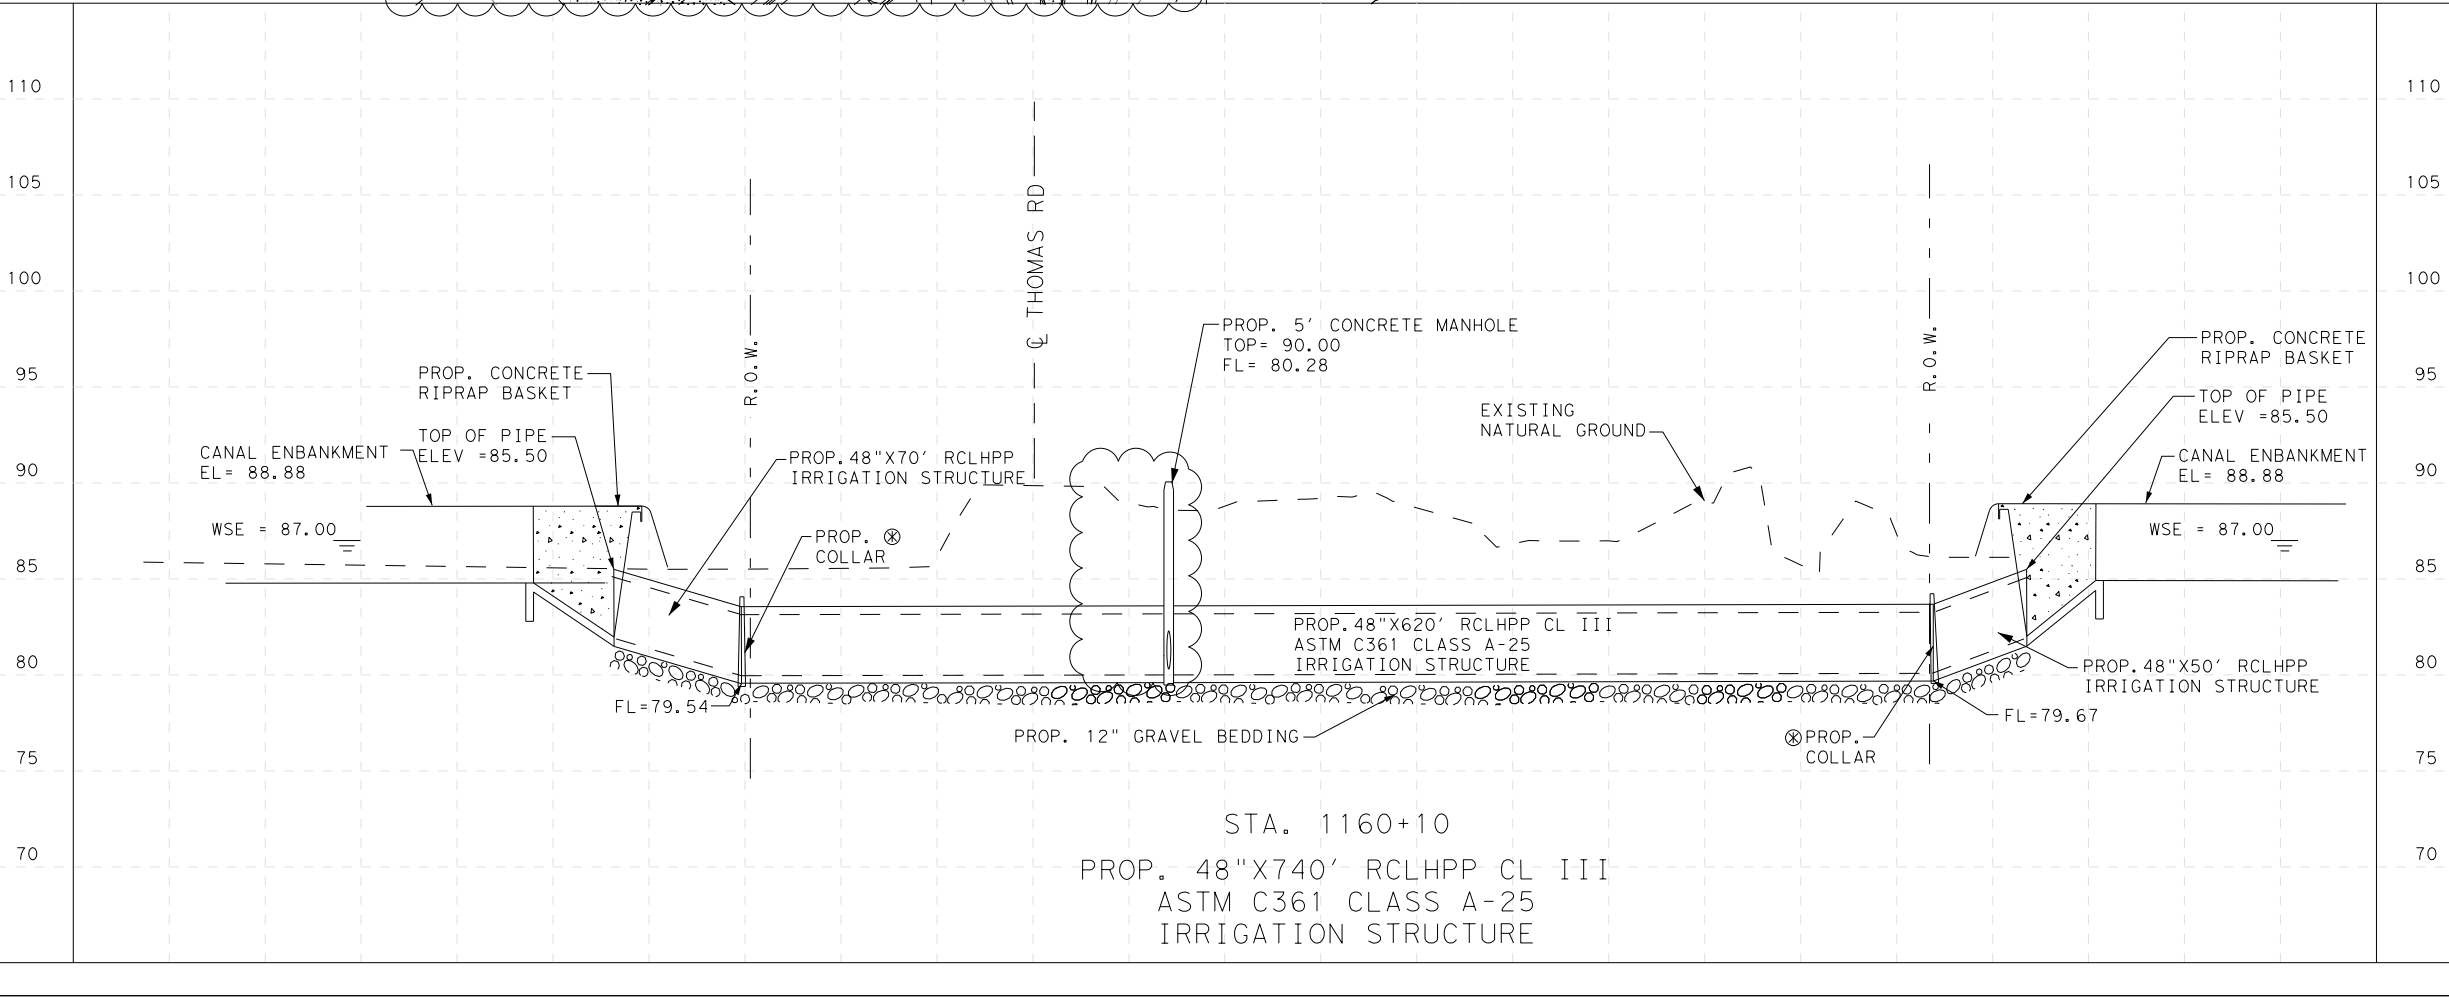 110
105
100
95
90
85
80
75
70
110
105
100
95
90
85
80
75
70
℄ THOMAS RD
R.O.W.
R.O.W.
PROP. 5' CONCRETE MANHOLE
TOP= 90.00
FL= 80.28
PROP. CONCRETE
RIPRAP BASKET
TOP OF PIPE
ELEV =85.50
CANAL ENBANKMENT
EL= 88.88
WSE = 87.00
PROP.48"X70' RCLHPP
IRRIGATION STRUCTURE
PROP. ⊛
COLLAR
EXISTING
NATURAL GROUND
PROP. CONCRETE
RIPRAP BASKET
TOP OF PIPE
ELEV =85.50
CANAL ENBANKMENT
EL= 88.88
WSE = 87.00
PROP.48"X620' RCLHPP CL III
ASTM C361 CLASS A-25
IRRIGATION STRUCTURE
PROP.48"X50' RCLHPP
IRRIGATION STRUCTURE
FL=79.54
FL=79.67
PROP. 12" GRAVEL BEDDING
⊛PROP.
COLLAR
STA. 1160+10
PROP. 48"X740' RCLHPP CL III
ASTM C361 CLASS A-25
IRRIGATION STRUCTURE